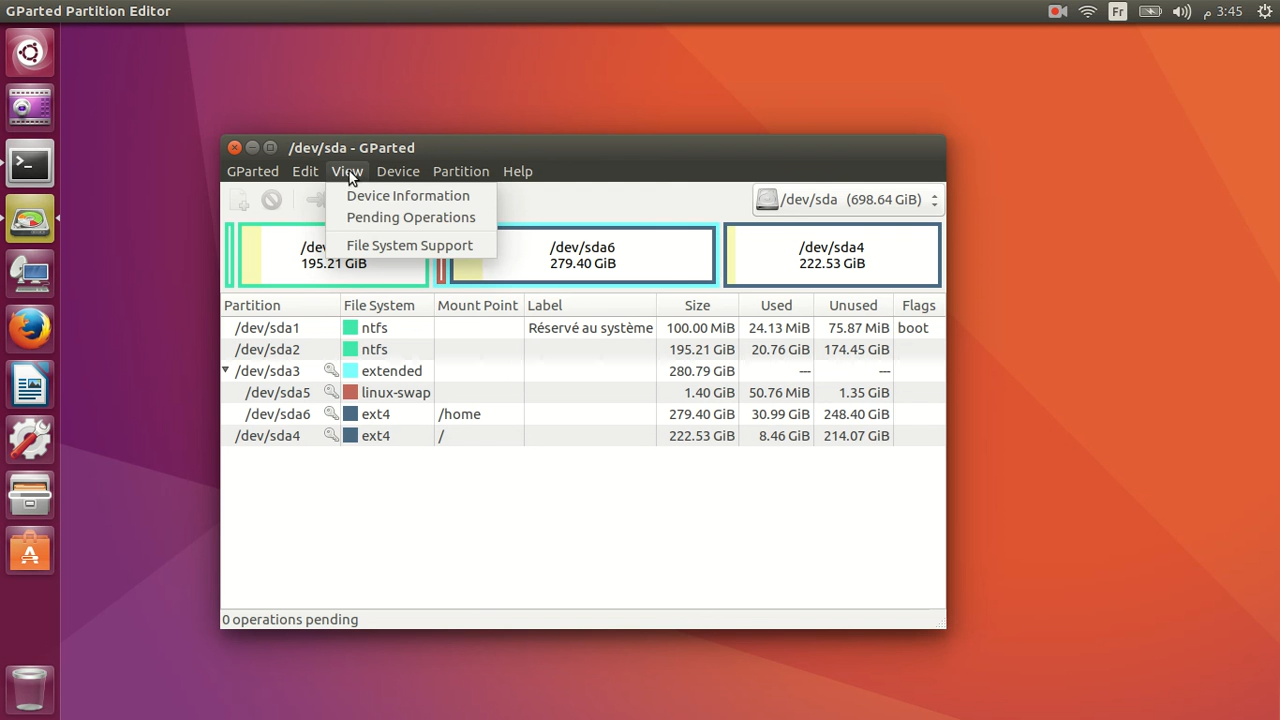 GParted Partition Editor
Fr
3:45 م
/dev/sda - GParted
GParted Edit View Device Partition Help
Device Information
Pending Operations
File System Support
/dev/sda (698.64 GiB)
/de
195.21 GiB
/dev/sda6
279.40 GiB
/dev/sda4
222.53 GiB
Partition File System Mount Point Label Size Used Unused Flags
/dev/sda1 ntfs Réservé au système 100.00 MiB 24.13 MiB 75.87 MiB boot
/dev/sda2 ntfs 195.21 GiB 20.76 GiB 174.45 GiB
/dev/sda3 extended 280.79 GiB --- ---
/dev/sda5 linux-swap 1.40 GiB 50.76 MiB 1.35 GiB
/dev/sda6 ext4 /home 279.40 GiB 30.99 GiB 248.40 GiB
/dev/sda4 ext4 / 222.53 GiB 8.46 GiB 214.07 GiB
0 operations pending